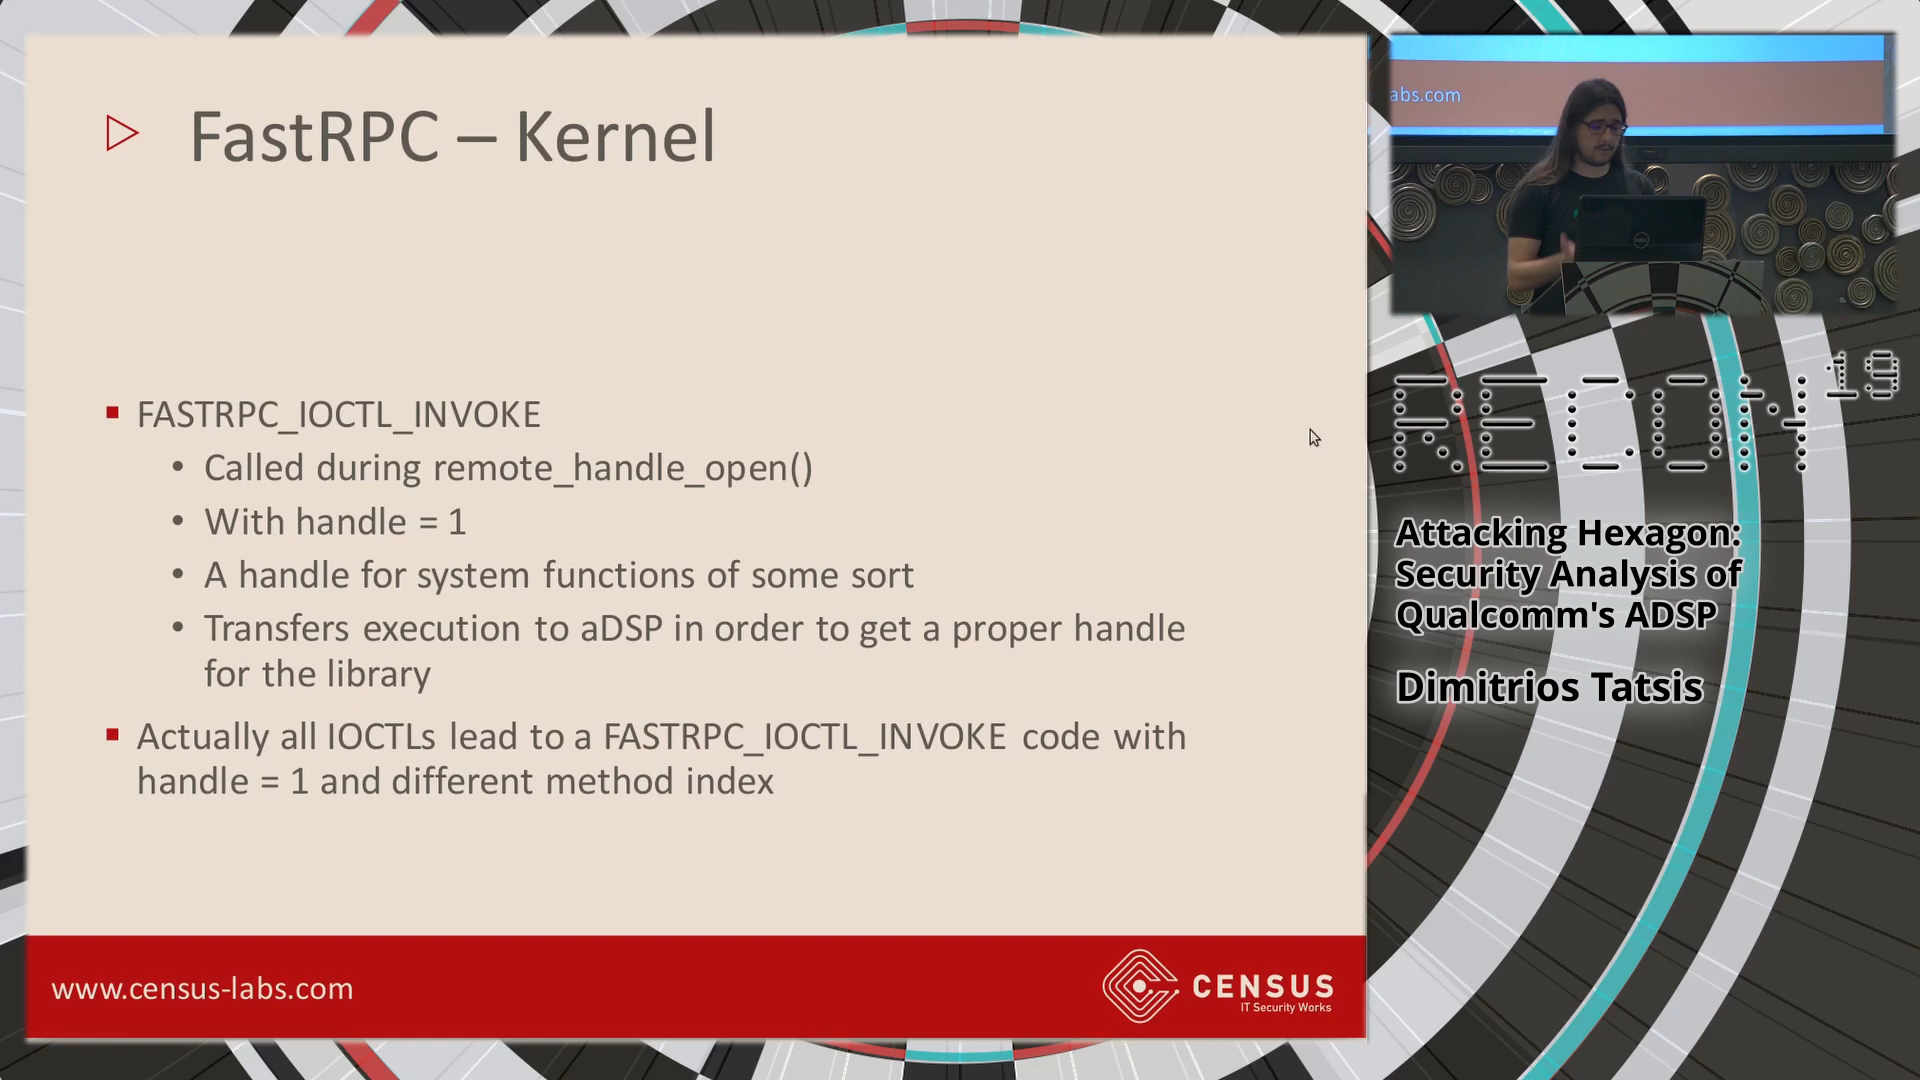 FastRPC – Kernel
FASTRPC_IOCTL_INVOKE
• Called during remote_handle_open()
• With handle = 1
• A handle for system functions of some sort
• Transfers execution to aDSP in order to get a proper handle
for the library
Actually all IOCTLs lead to a FASTRPC_IOCTL_INVOKE code with
handle = 1 and different method index
www.census-labs.com
CENSUS
IT Security Works
abs.com
DELL
RECON19
Attacking Hexagon:
Security Analysis of
Qualcomm's ADSP
Dimitrios Tatsis